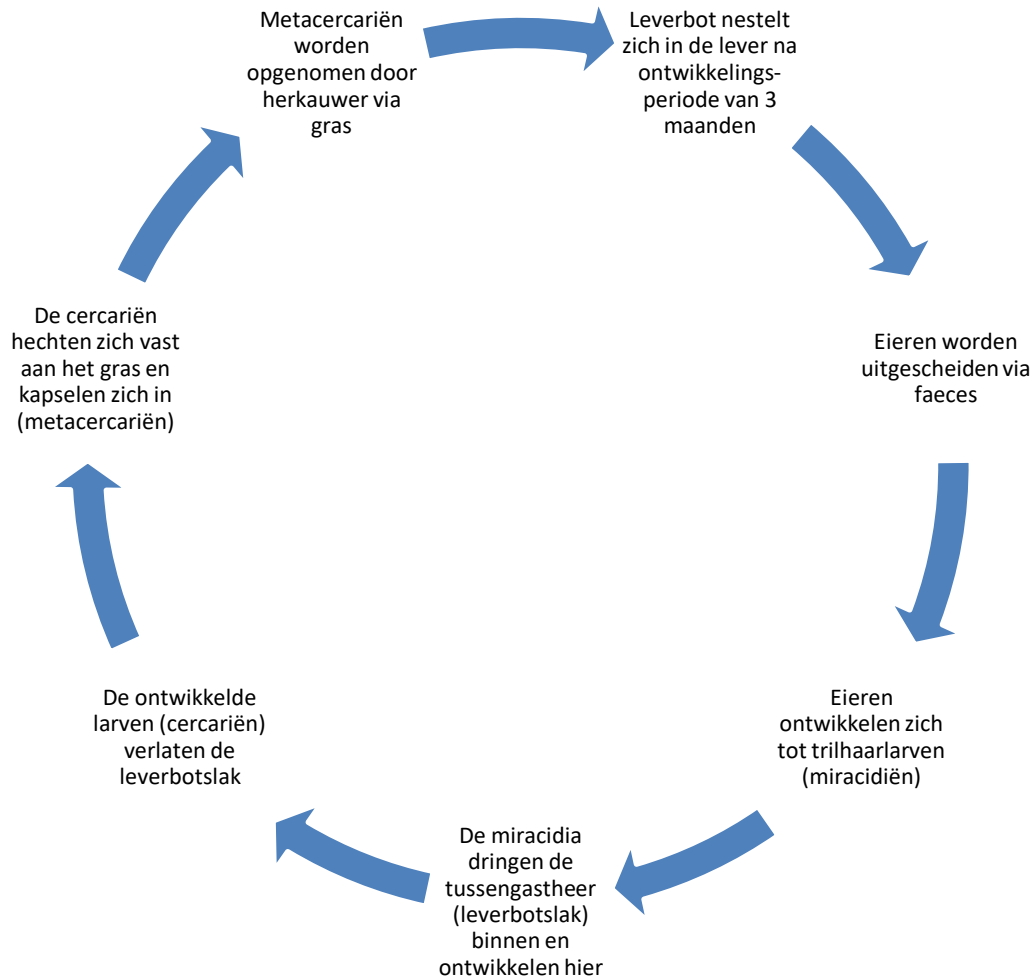 Metacercariën
worden
opgenomen door
herkauwer via
gras
Leverbot nestelt
zich in de lever na
ontwikkelings-
periode van 3
maanden
Eieren worden
uitgescheiden via
faeces
Eieren
ontwikkelen zich
tot trilhaarlarven
(miracidiën)
De miracidia
dringen de
tussengastheer
(leverbotslak)
binnen en
ontwikkelen hier
De ontwikkelde
larven (cercariën)
verlaten de
leverbotslak
De cercariën
hechten zich vast
aan het gras en
kapselen zich in
(metacercariën)